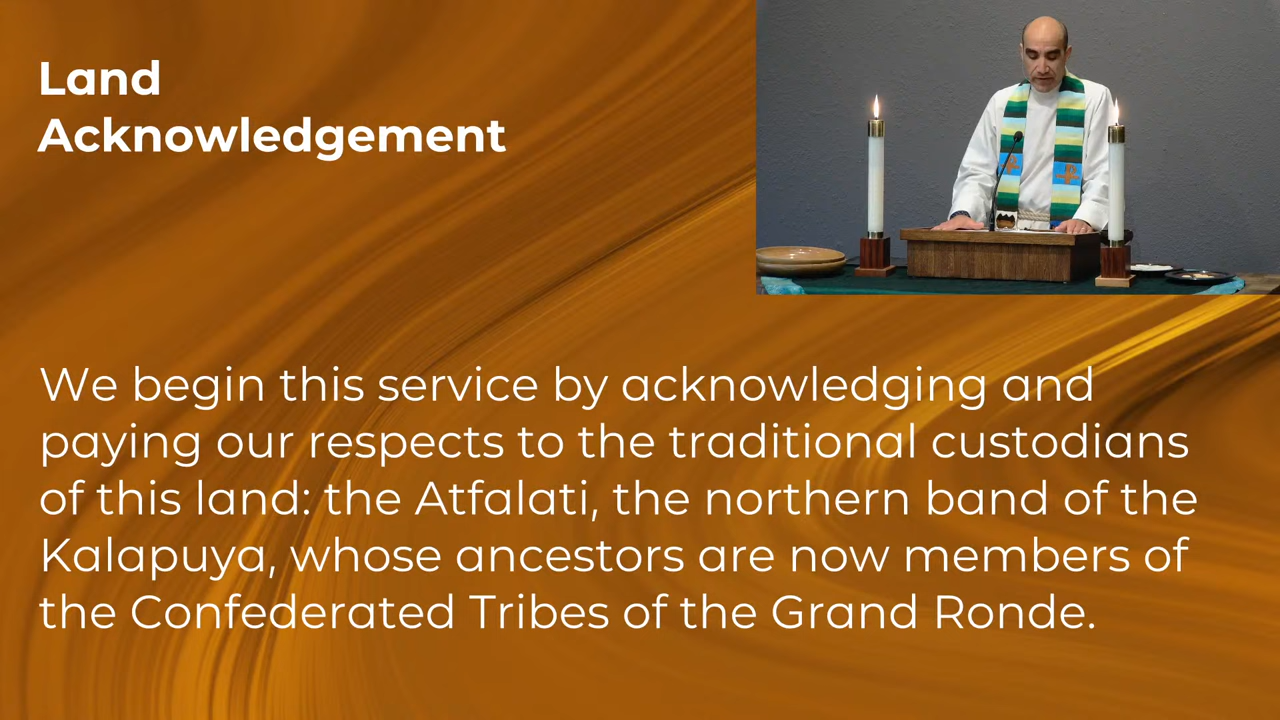 Land
Acknowledgement
We begin this service by acknowledging and
paying our respects to the traditional custodians
of this land: the Atfalati, the northern band of the
Kalapuya, whose ancestors are now members of
the Confederated Tribes of the Grand Ronde.